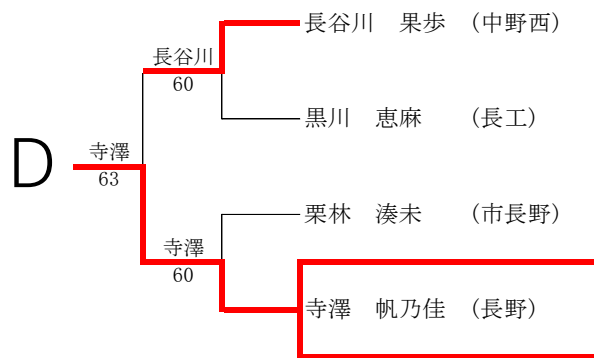 長谷川　果歩　(中野西)
長谷川
60
黒川　恵麻　(長工)
D
寺澤
63
栗林　湊未　(市長野)
寺澤
60
寺澤　帆乃佳　(長野)